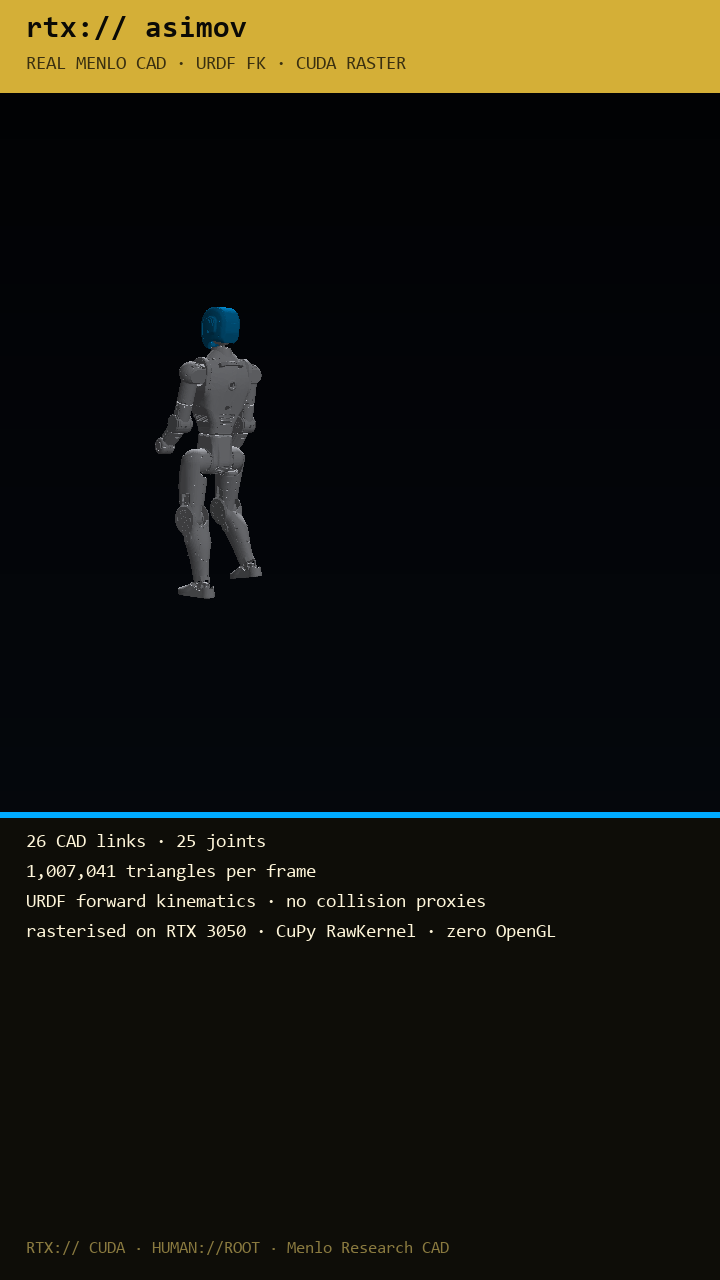 rtx:// asimov
REAL MENLO CAD · URDF FK · CUDA RASTER
26 CAD links · 25 joints
1,007,041 triangles per frame
URDF forward kinematics · no collision proxies
rasterised on RTX 3050 · CuPy RawKernel · zero OpenGL
RTX:// CUDA · HUMAN://ROOT · Menlo Research CAD